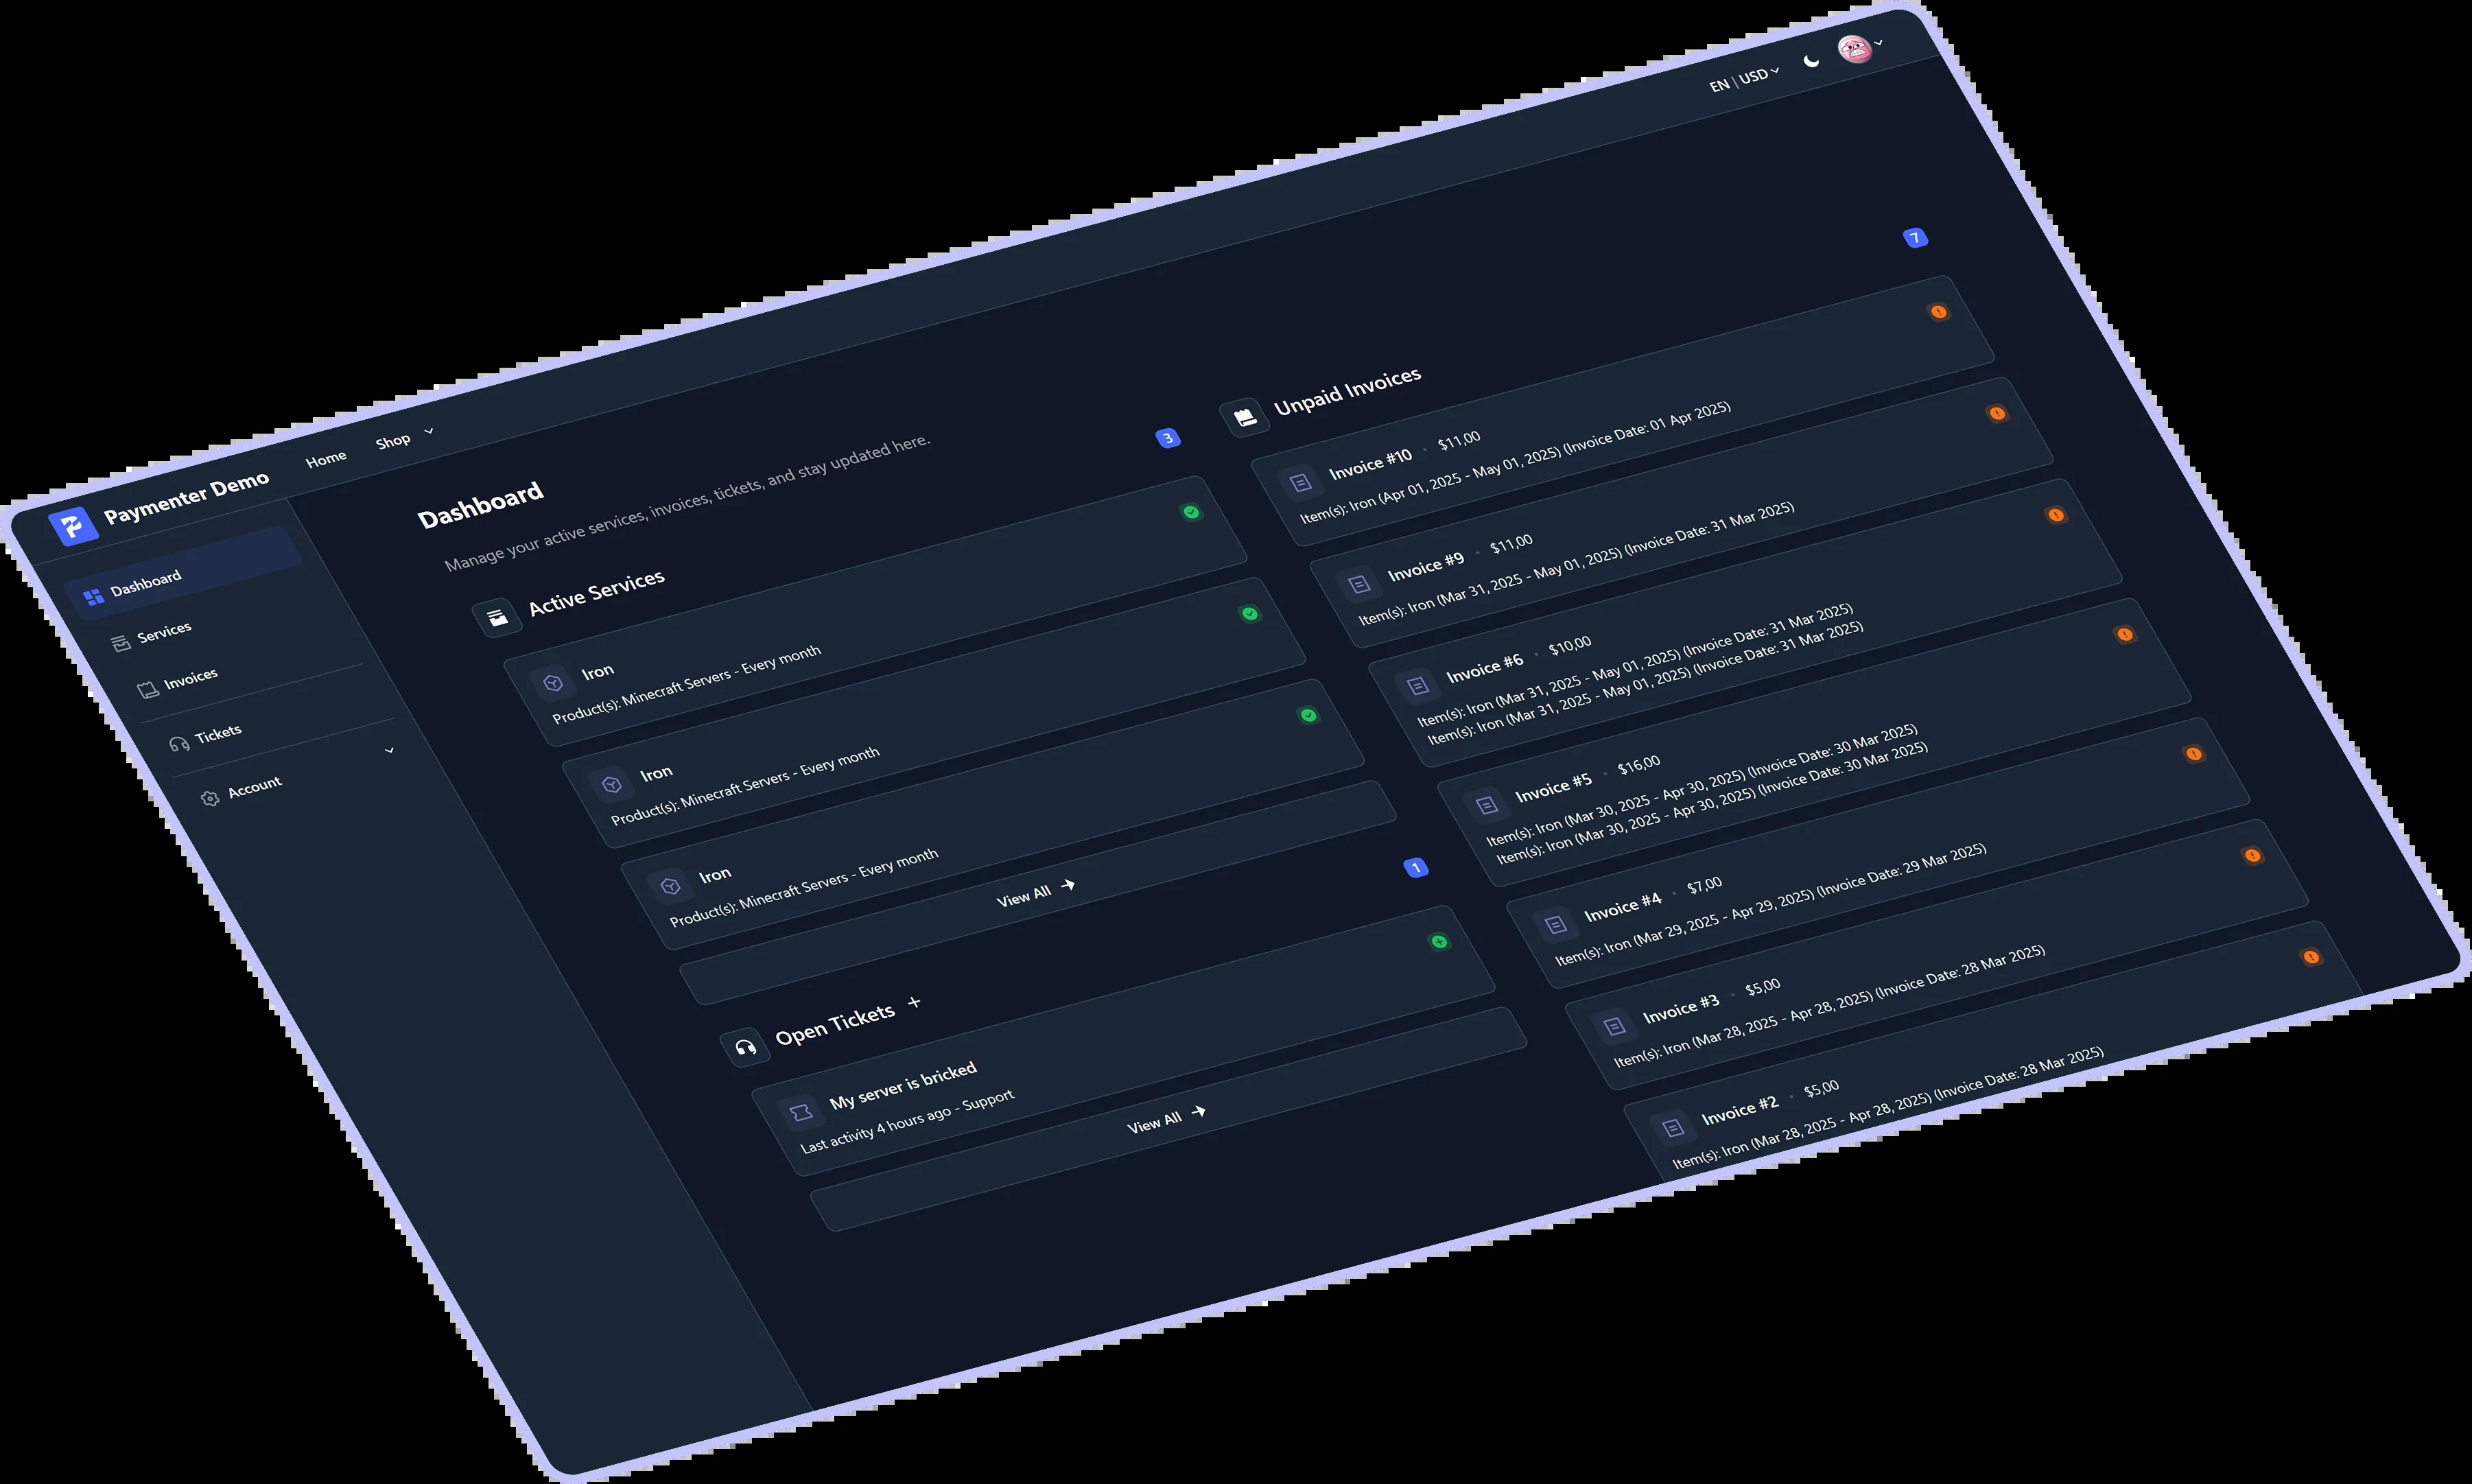 Paymenter Demo
Home
Shop
EN | USD
Dashboard
Services
Invoices
Tickets
Account
Dashboard
Manage your active services, invoices, tickets, and stay updated here.
Active Services
3
Iron
Product(s): Minecraft Servers - Every month
Iron
Product(s): Minecraft Servers - Every month
Iron
Product(s): Minecraft Servers - Every month
View All
Open Tickets
1
My server is bricked
Last activity 4 hours ago - Support
View All
Unpaid Invoices
7
Invoice #10 • $11,00
Item(s): Iron (Apr 01, 2025 - May 01, 2025) (Invoice Date: 01 Apr 2025)
Invoice #9 • $11,00
Item(s): Iron (Mar 31, 2025 - May 01, 2025) (Invoice Date: 31 Mar 2025)
Invoice #6 • $10,00
Item(s): Iron (Mar 31, 2025 - May 01, 2025) (Invoice Date: 31 Mar 2025)
Item(s): Iron (Mar 31, 2025 - May 01, 2025) (Invoice Date: 31 Mar 2025)
Invoice #5 • $16,00
Item(s): Iron (Mar 30, 2025 - Apr 30, 2025) (Invoice Date: 30 Mar 2025)
Item(s): Iron (Mar 30, 2025 - Apr 30, 2025) (Invoice Date: 30 Mar 2025)
Invoice #4 • $7,00
Item(s): Iron (Mar 29, 2025 - Apr 29, 2025) (Invoice Date: 29 Mar 2025)
Invoice #3 • $5,00
Item(s): Iron (Mar 28, 2025 - Apr 28, 2025) (Invoice Date: 28 Mar 2025)
Invoice #2 • $5,00
Item(s): Iron (Mar 28, 2025 - Apr 28, 2025) (Invoice Date: 28 Mar 2025)